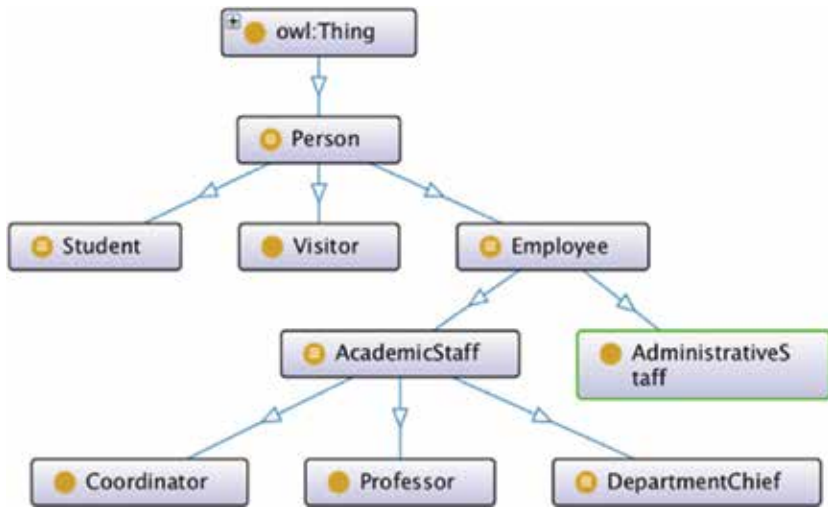 owl:Thing
Person
Student
Visitor
Employee
AcademicStaff
AdministrativeS
taff
Coordinator
Professor
DepartmentChief